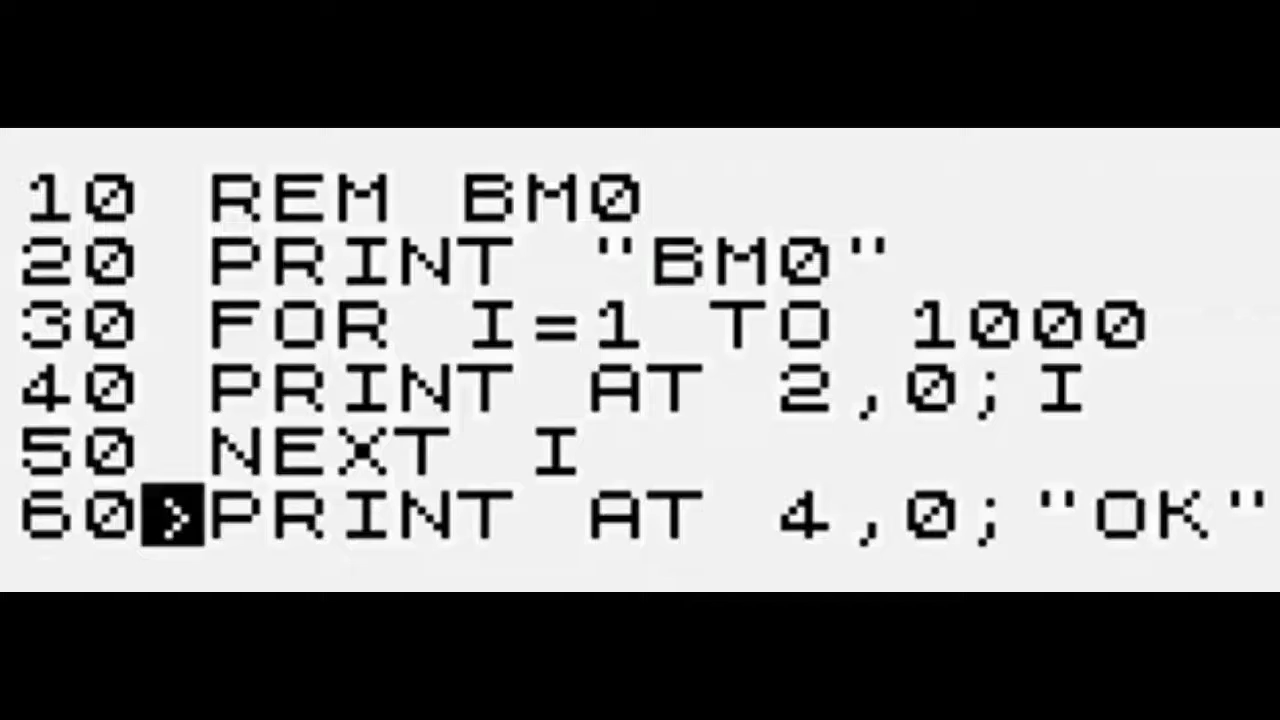 10 REM BM0
20 PRINT "BM0"
30 FOR I=1 TO 1000
40 PRINT AT 2,0;I
50 NEXT I
60>PRINT AT 4,0;"OK"